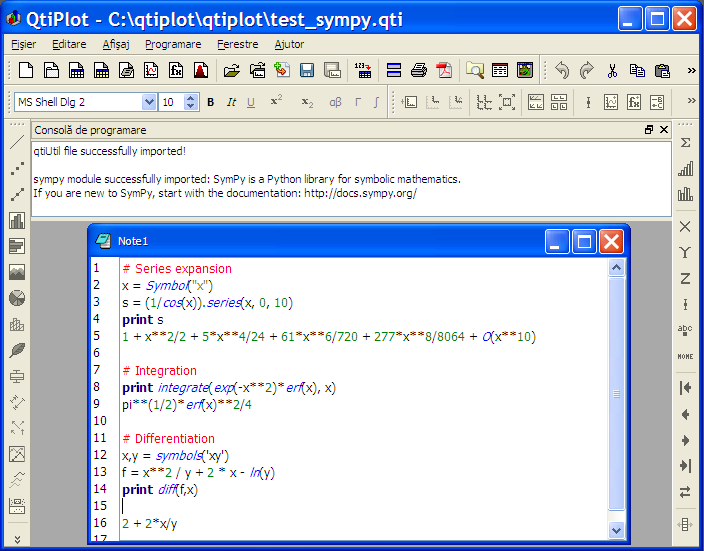 QtiPlot - C:\qtiplot\qtiplot\test_sympy.qti
Fişier Editare Afişaj Programare Ferestre Ajutor
MS Shell Dlg 2 10 B It U x² x₂ αβ Γ ∫
Consolă de programare
qtiUtil file successfully imported!
sympy module successfully imported: SymPy is a Python library for symbolic mathematics.
If you are new to SymPy, start with the documentation: http://docs.sympy.org/
Note1
1 # Series expansion
2 x = Symbol("x")
3 s = (1/cos(x)).series(x, 0, 10)
4 print s
5 1 + x**2/2 + 5*x**4/24 + 61*x**6/720 + 277*x**8/8064 + O(x**10)
6
7 # Integration
8 print integrate(exp(-x**2)*erf(x), x)
9 pi**(1/2)*erf(x)**2/4
10
11 # Differentiation
12 x,y = symbols('xy')
13 f = x**2 / y + 2 * x - ln(y)
14 print diff(f,x)
15
16 2 + 2*x/y
17
Σ
X
Y
Z
abc
NONE